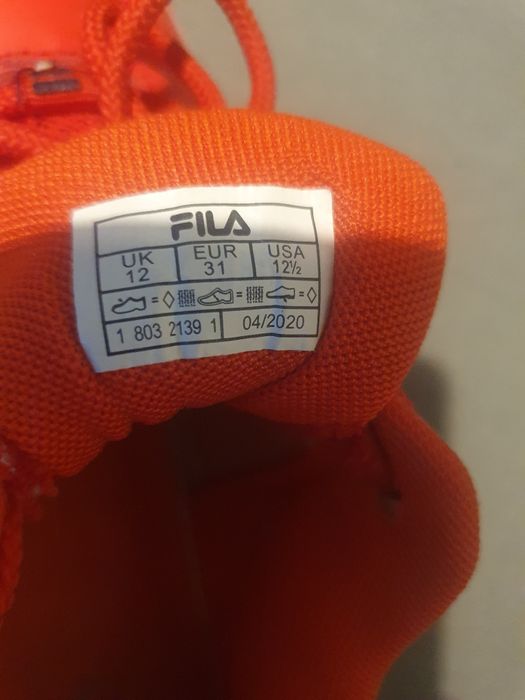 FILA
UK EUR USA
12 31 12½
= = =
1 803 2139 1 04/2020